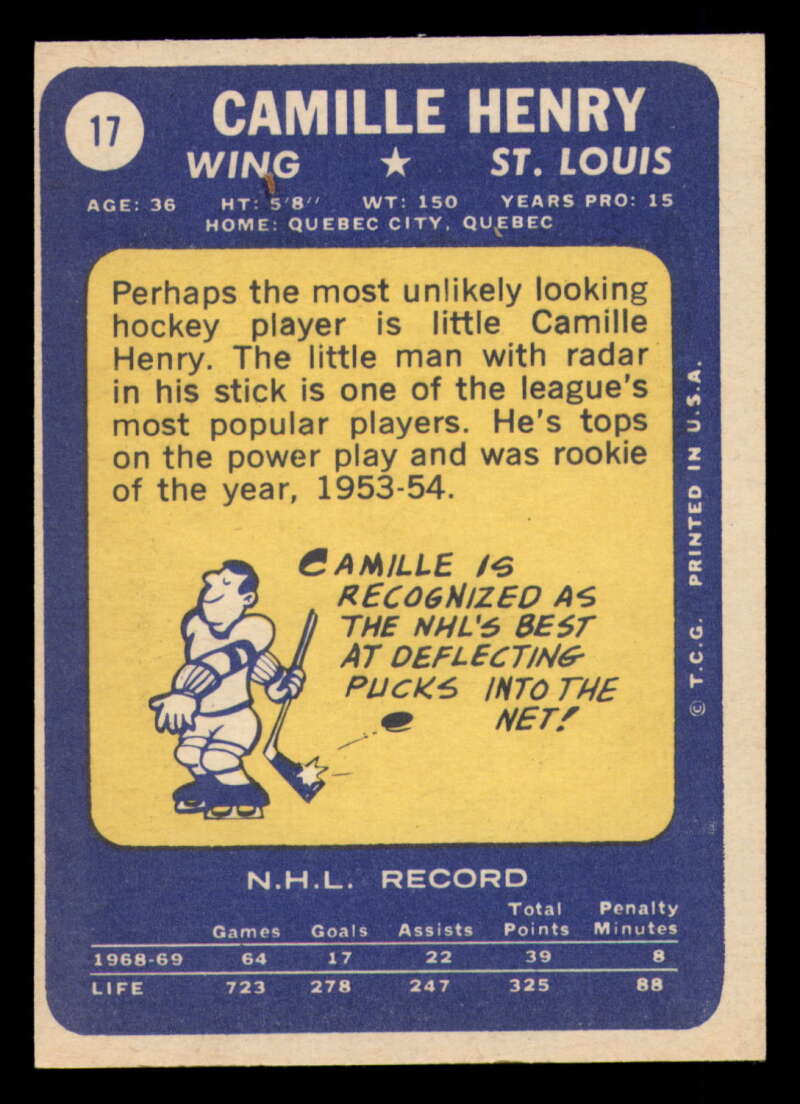 17
CAMILLE HENRY
WING ★ ST. LOUIS
AGE: 36 HT: 5'8" WT: 150 YEARS PRO: 15
HOME: QUEBEC CITY, QUEBEC
Perhaps the most unlikely looking
hockey player is little Camille
Henry. The little man with radar
in his stick is one of the league's
most popular players. He's tops
on the power play and was rookie
of the year, 1953-54.
CAMILLE IS
RECOGNIZED AS
THE NHL'S BEST
AT DEFLECTING
PUCKS INTO THE
NET!
© T.C.G. PRINTED IN U.S.A.
N.H.L. RECORD
Total Penalty
Games Goals Assists Points Minutes
1968-69 64 17 22 39 8
LIFE 723 278 247 325 88